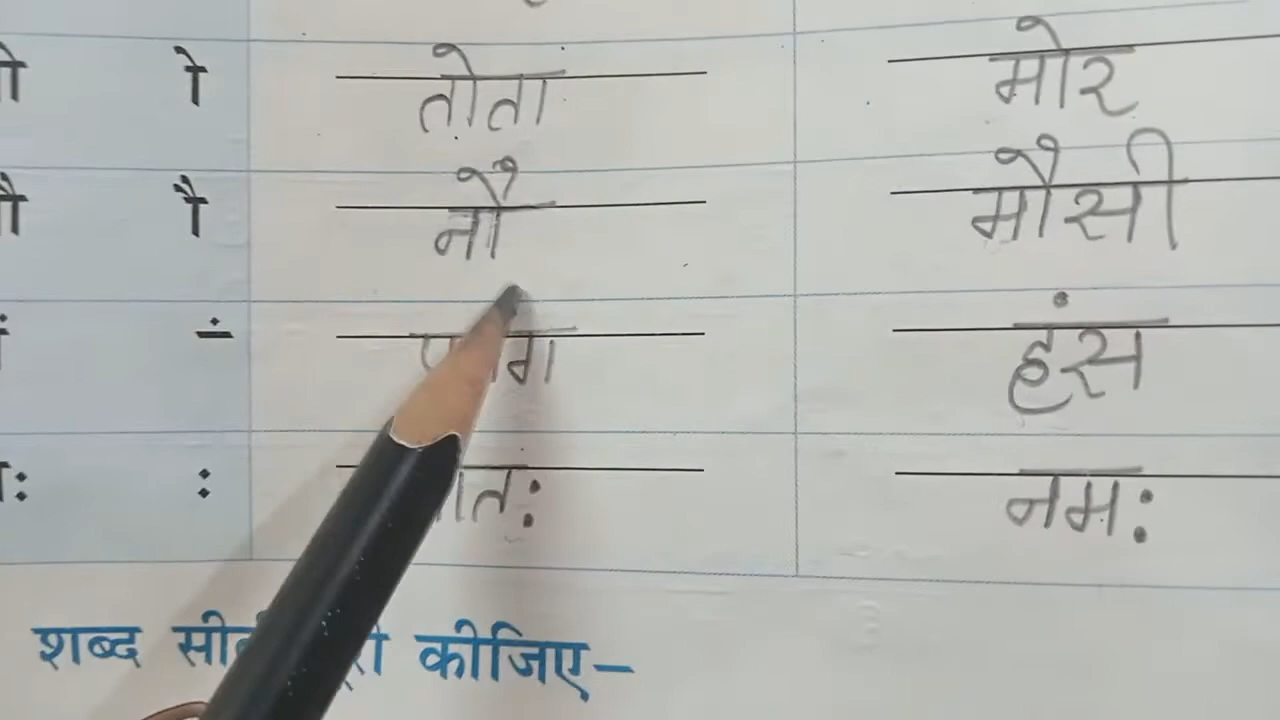 ो तोता मोर
ौ नौ मौसी
ं हंस
ः नमः
शब्द कीजिए–